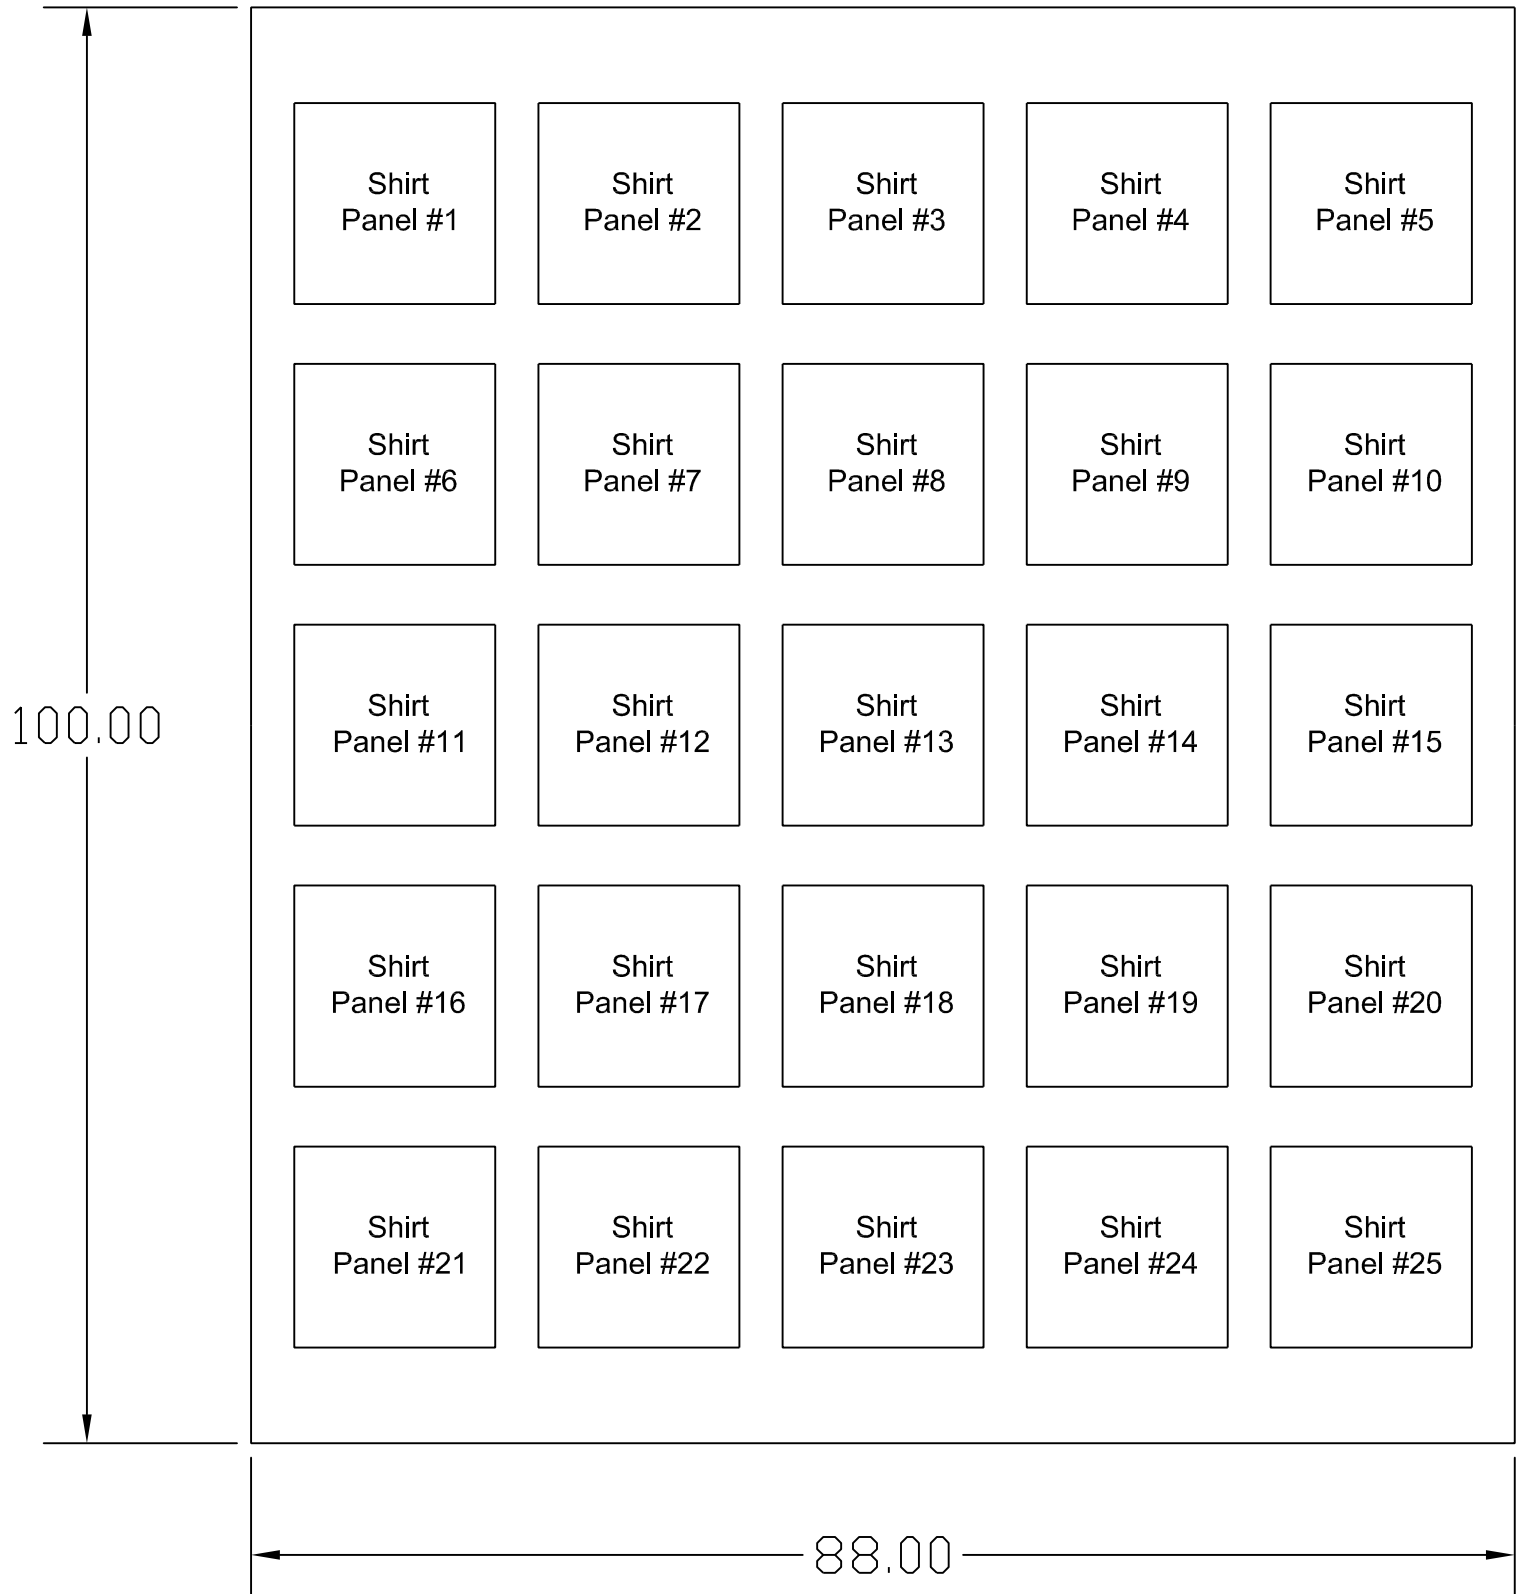 Shirt
Panel #1
Shirt
Panel #2
Shirt
Panel #3
Shirt
Panel #4
Shirt
Panel #5
Shirt
Panel #6
Shirt
Panel #7
Shirt
Panel #8
Shirt
Panel #9
Shirt
Panel #10
Shirt
Panel #11
Shirt
Panel #12
Shirt
Panel #13
Shirt
Panel #14
Shirt
Panel #15
100.00
Shirt
Panel #16
Shirt
Panel #17
Shirt
Panel #18
Shirt
Panel #19
Shirt
Panel #20
Shirt
Panel #21
Shirt
Panel #22
Shirt
Panel #23
Shirt
Panel #24
Shirt
Panel #25
88.00